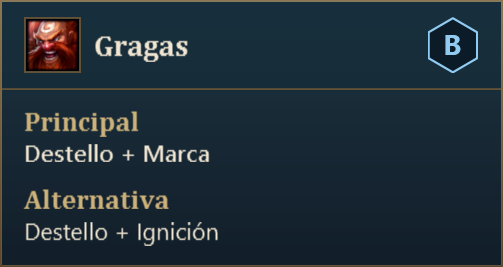 Gragas
B
Principal
Destello + Marca
Alternativa
Destello + Ignición